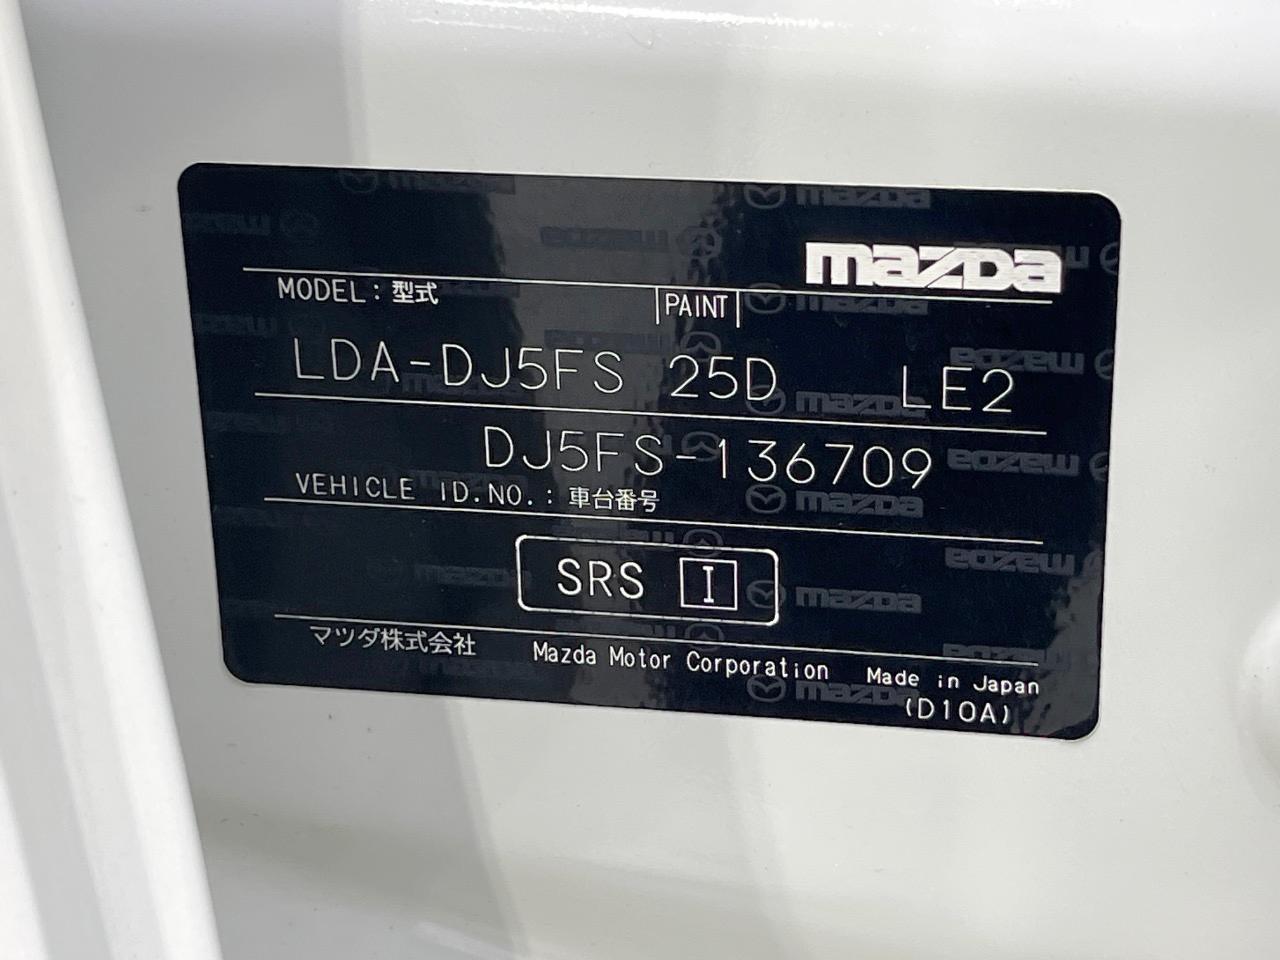 mazda
MODEL：型式 PAINT
LDA-DJ5FS 25D LE2
DJ5FS-136709
VEHICLE ID.NO.：車台番号
SRS I
マツダ株式会社 Mazda Motor Corporation Made in Japan
(D10A)